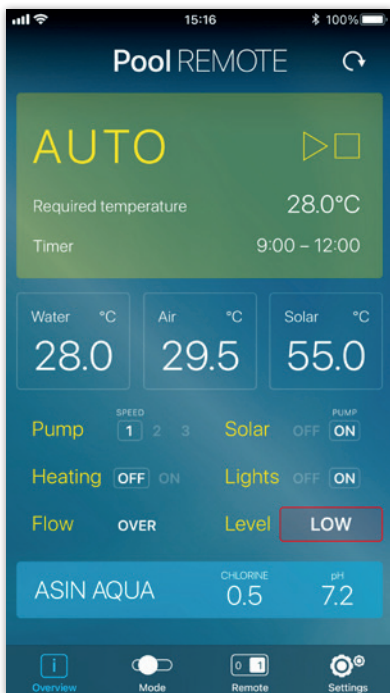 15:16 100%
Pool REMOTE
AUTO
Required temperature 28.0°C
Timer 9:00 – 12:00
Water °C Air °C Solar °C
28.0 29.5 55.0
SPEED PUMP
Pump 1 2 3 Solar OFF ON
Heating OFF ON Lights OFF ON
Flow OVER Level LOW
CHLORINE pH
ASIN AQUA 0.5 7.2
i 0 1
Overview Mode Remote Settings